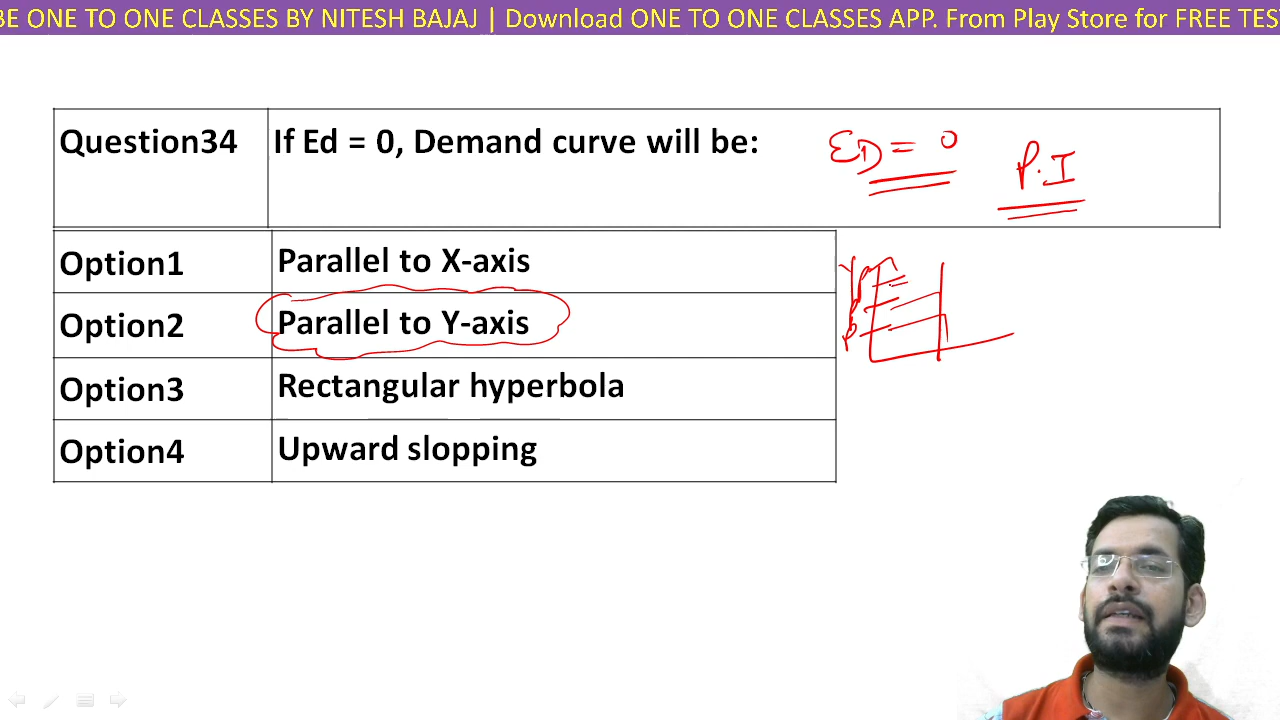 BE ONE TO ONE CLASSES BY NITESH BAJAJ | Download ONE TO ONE CLASSES APP. From Play Store for FREE TES
Question34 If Ed = 0, Demand curve will be:
ED = 0
P.I
Option1 Parallel to X-axis
Option2 Parallel to Y-axis
Option3 Rectangular hyperbola
Option4 Upward slopping